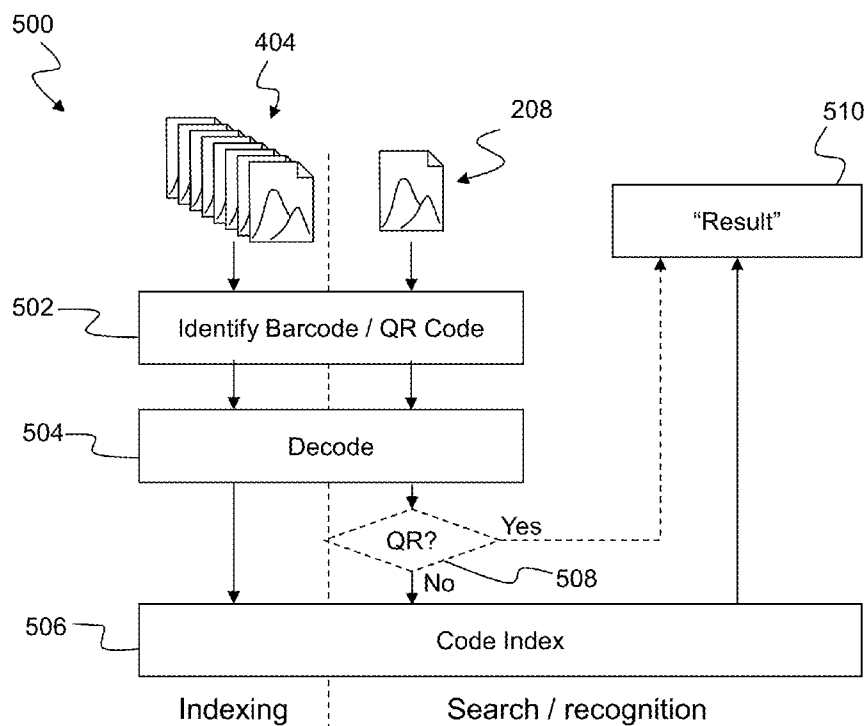 500
404
208
510
"Result"
502
Identify Barcode / QR Code
504
Decode
QR?
Yes
508
No
506
Code Index
Indexing
Search / recognition